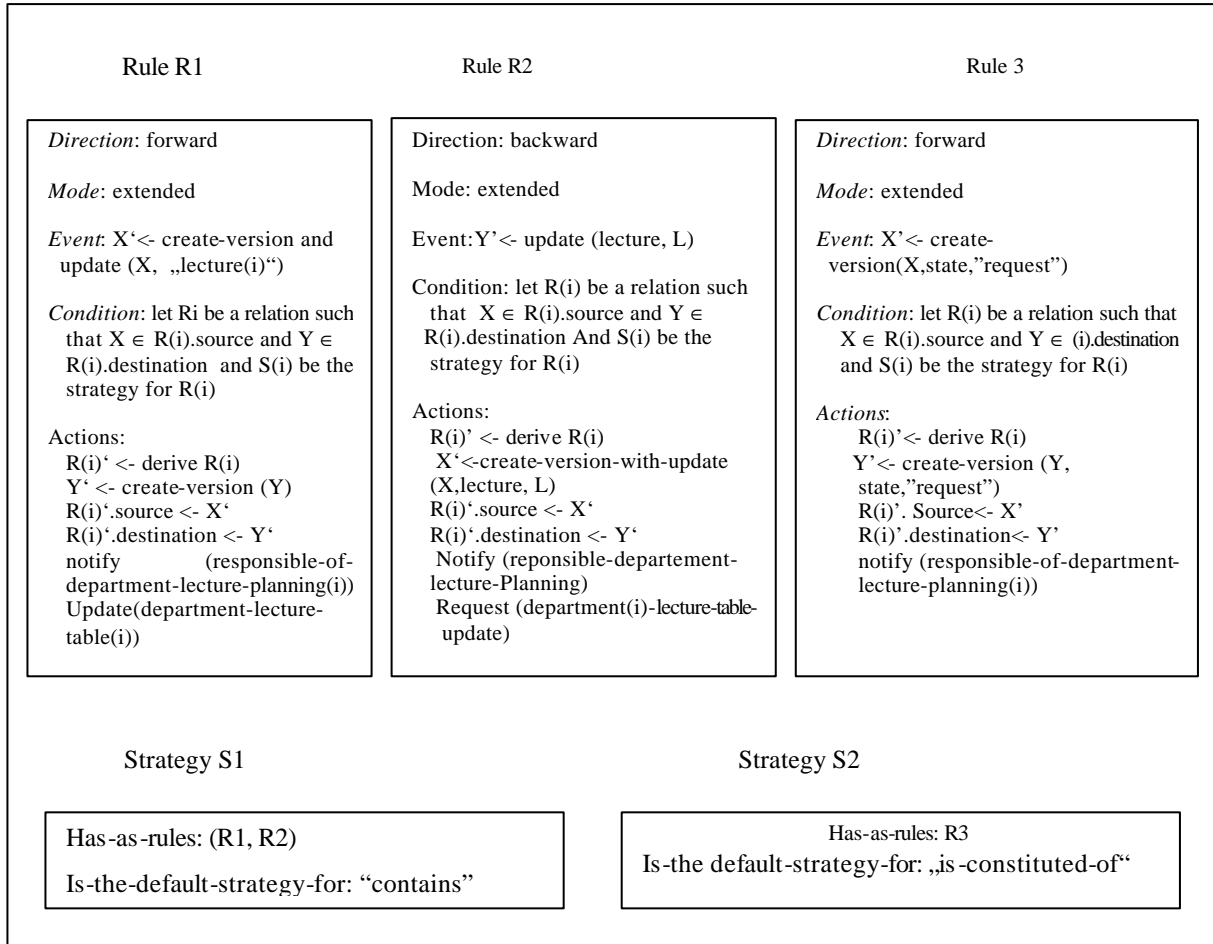 Rule R1
Rule R2
Rule 3
Direction: forward
Mode: extended
Event: X‘<- create-version and
update (X, „lecture(i)“)
Condition: let Ri be a relation such
that X ∈ R(i).source and Y ∈
R(i).destination and S(i) be the
strategy for R(i)
Actions:
R(i)‘ <- derive R(i)
Y‘ <- create-version (Y)
R(i)‘.source <- X‘
R(i)‘.destination <- Y‘
notify (responsible-of-
department-lecture-planning(i))
Update(department-lecture-
table(i))
Direction: backward
Mode: extended
Event:Y’<- update (lecture, L)
Condition: let R(i) be a relation such
that X ∈ R(i).source and Y ∈
R(i).destination And S(i) be the
strategy for R(i)
Actions:
R(i)’ <- derive R(i)
X‘<-create-version-with-update
(X,lecture, L)
R(i)‘.source <- X‘
R(i)‘.destination <- Y‘
Notify (reponsible-departement-
lecture-Planning)
Request (department(i)-lecture-table-
update)
Direction: forward
Mode: extended
Event: X’<- create-
version(X,state,”request”)
Condition: let R(i) be a relation such that
X ∈ R(i).source and Y ∈ (i).destination
and S(i) be the strategy for R(i)
Actions:
R(i)’<- derive R(i)
Y’<- create-version (Y,
state,”request”)
R(i)’. Source<- X’
R(i)’.destination<- Y’
notify (responsible-of-department-
lecture-planning(i))
Strategy S1
Strategy S2
Has-as-rules: (R1, R2)
Is-the-default-strategy-for: “contains”
Has-as-rules: R3
Is-the default-strategy-for: „is-constituted-of“